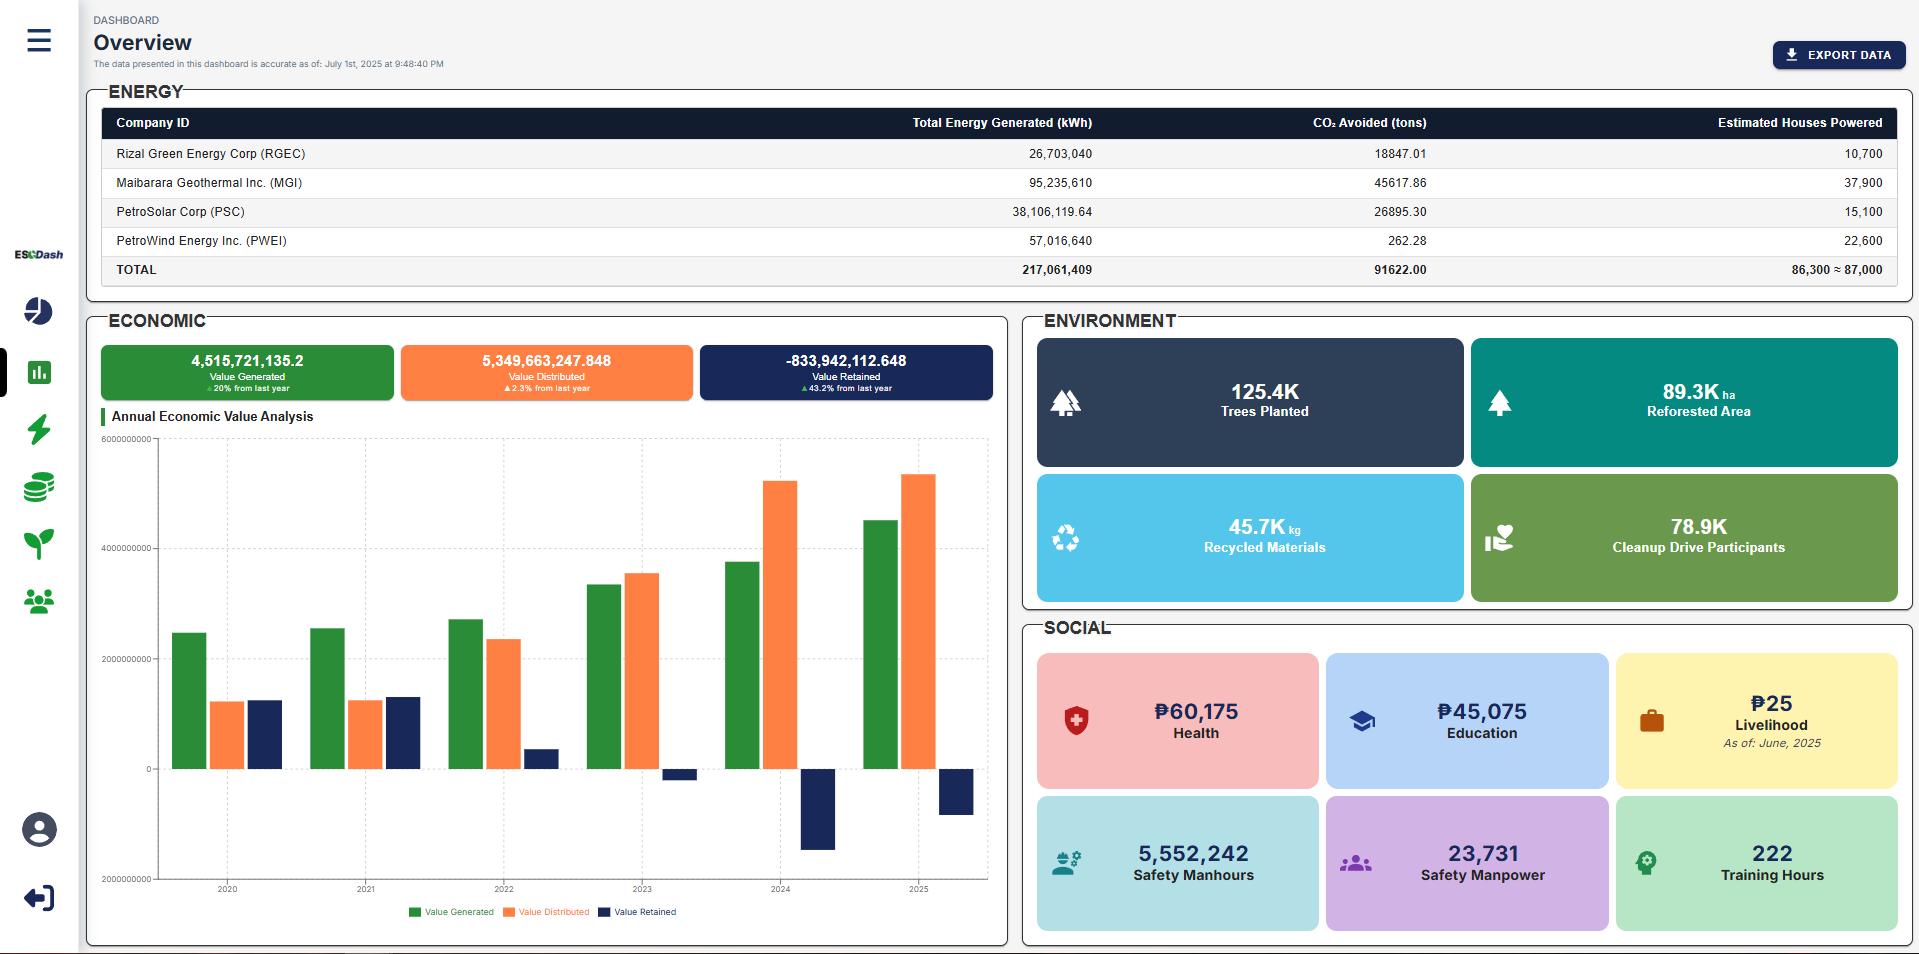 DASHBOARD
Overview
The data presented in this dashboard is accurate as of: July 1st, 2025 at 9:48:40 PM
EXPORT DATA
ESGDash
ENERGY
Company ID Total Energy Generated (kWh) CO₂ Avoided (tons) Estimated Houses Powered
Rizal Green Energy Corp (RGEC) 26,703,040 18847.01 10,700
Maibarara Geothermal Inc. (MGI) 95,235,610 45617.86 37,900
PetroSolar Corp (PSC) 38,106,119.64 26895.30 15,100
PetroWind Energy Inc. (PWEI) 57,016,640 262.28 22,600
TOTAL 217,061,409 91622.00 86,300 ≈ 87,000
ECONOMIC
4,515,721,135.2
Value Generated
▲ 20% from last year
5,349,663,247.848
Value Distributed
▲ 2.3% from last year
-833,942,112.648
Value Retained
▲ 43.2% from last year
Annual Economic Value Analysis
6000000000
4000000000
2000000000
0
2000000000
2020 2021 2022 2023 2024 2025
Value Generated Value Distributed Value Retained
ENVIRONMENT
125.4K
Trees Planted
89.3K ha
Reforested Area
45.7K kg
Recycled Materials
78.9K
Cleanup Drive Participants
SOCIAL
₱60,175
Health
₱45,075
Education
₱25
Livelihood
As of: June, 2025
5,552,242
Safety Manhours
23,731
Safety Manpower
222
Training Hours